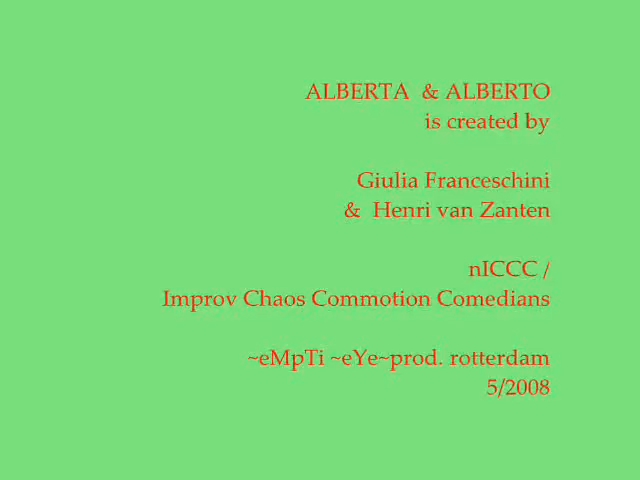 ALBERTA & ALBERTO
is created by
Giulia Franceschini
& Henri van Zanten
nICCC /
Improv Chaos Commotion Comedians
~eMpTi ~eYe~prod. rotterdam
5/2008